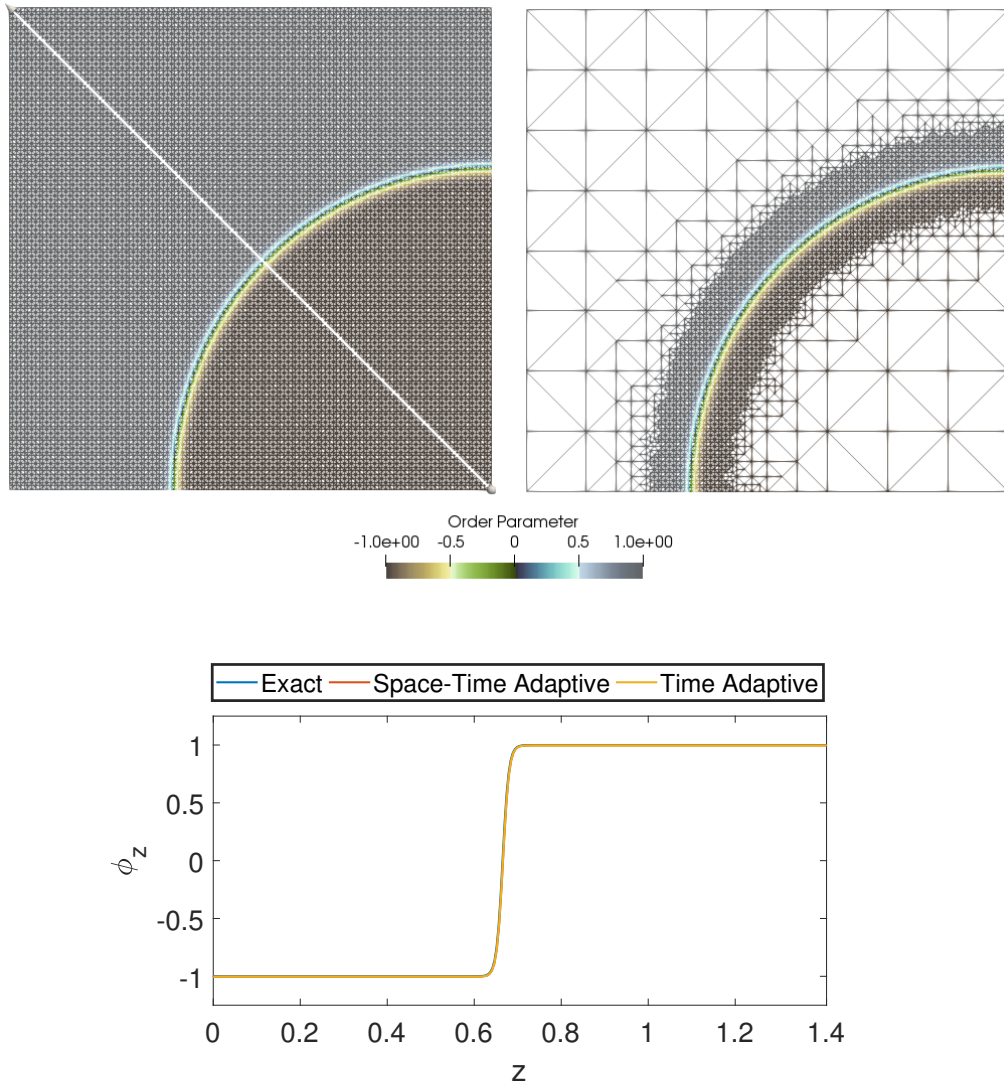 Order Parameter
-1.0e+00 -0.5 0 0.5 1.0e+00
Exact Space-Time Adaptive Time Adaptive
1
0.5
0
-0.5
-1
ϕz
0 0.2 0.4 0.6 0.8 1 1.2 1.4
z